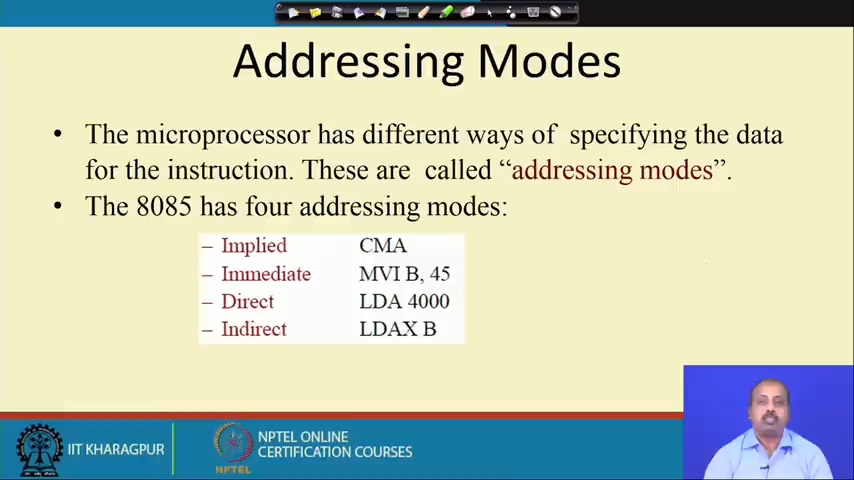 Addressing Modes
• The microprocessor has different ways of specifying the data
for the instruction. These are called “addressing modes”.
• The 8085 has four addressing modes:
– Implied CMA
– Immediate MVI B, 45
– Direct LDA 4000
– Indirect LDAX B
IIT KHARAGPUR
NPTEL
NPTEL ONLINE
CERTIFICATION COURSES